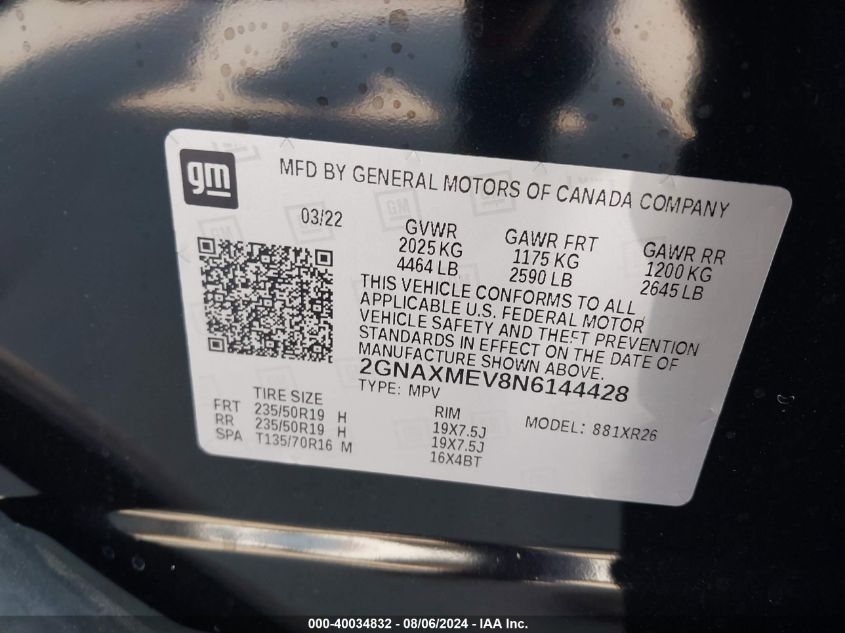 gm
MFD BY GENERAL MOTORS OF CANADA COMPANY
03/22
GVWR GAWR FRT GAWR RR
2025 KG 1175 KG 1200 KG
4464 LB 2590 LB 2645 LB
THIS VEHICLE CONFORMS TO ALL
APPLICABLE U.S. FEDERAL MOTOR
VEHICLE SAFETY AND THEFT PREVENTION
STANDARDS IN EFFECT ON THE DATE OF
MANUFACTURE SHOWN ABOVE.
2GNAXMEV8N6144428
TYPE: MPV
TIRE SIZE RIM MODEL: 881XR26
FRT 235/50R19 H 19X7.5J
RR 235/50R19 H 19X7.5J
SPA T135/70R16 M 16X4BT
000-40034832 - 08/06/2024 - IAA Inc.